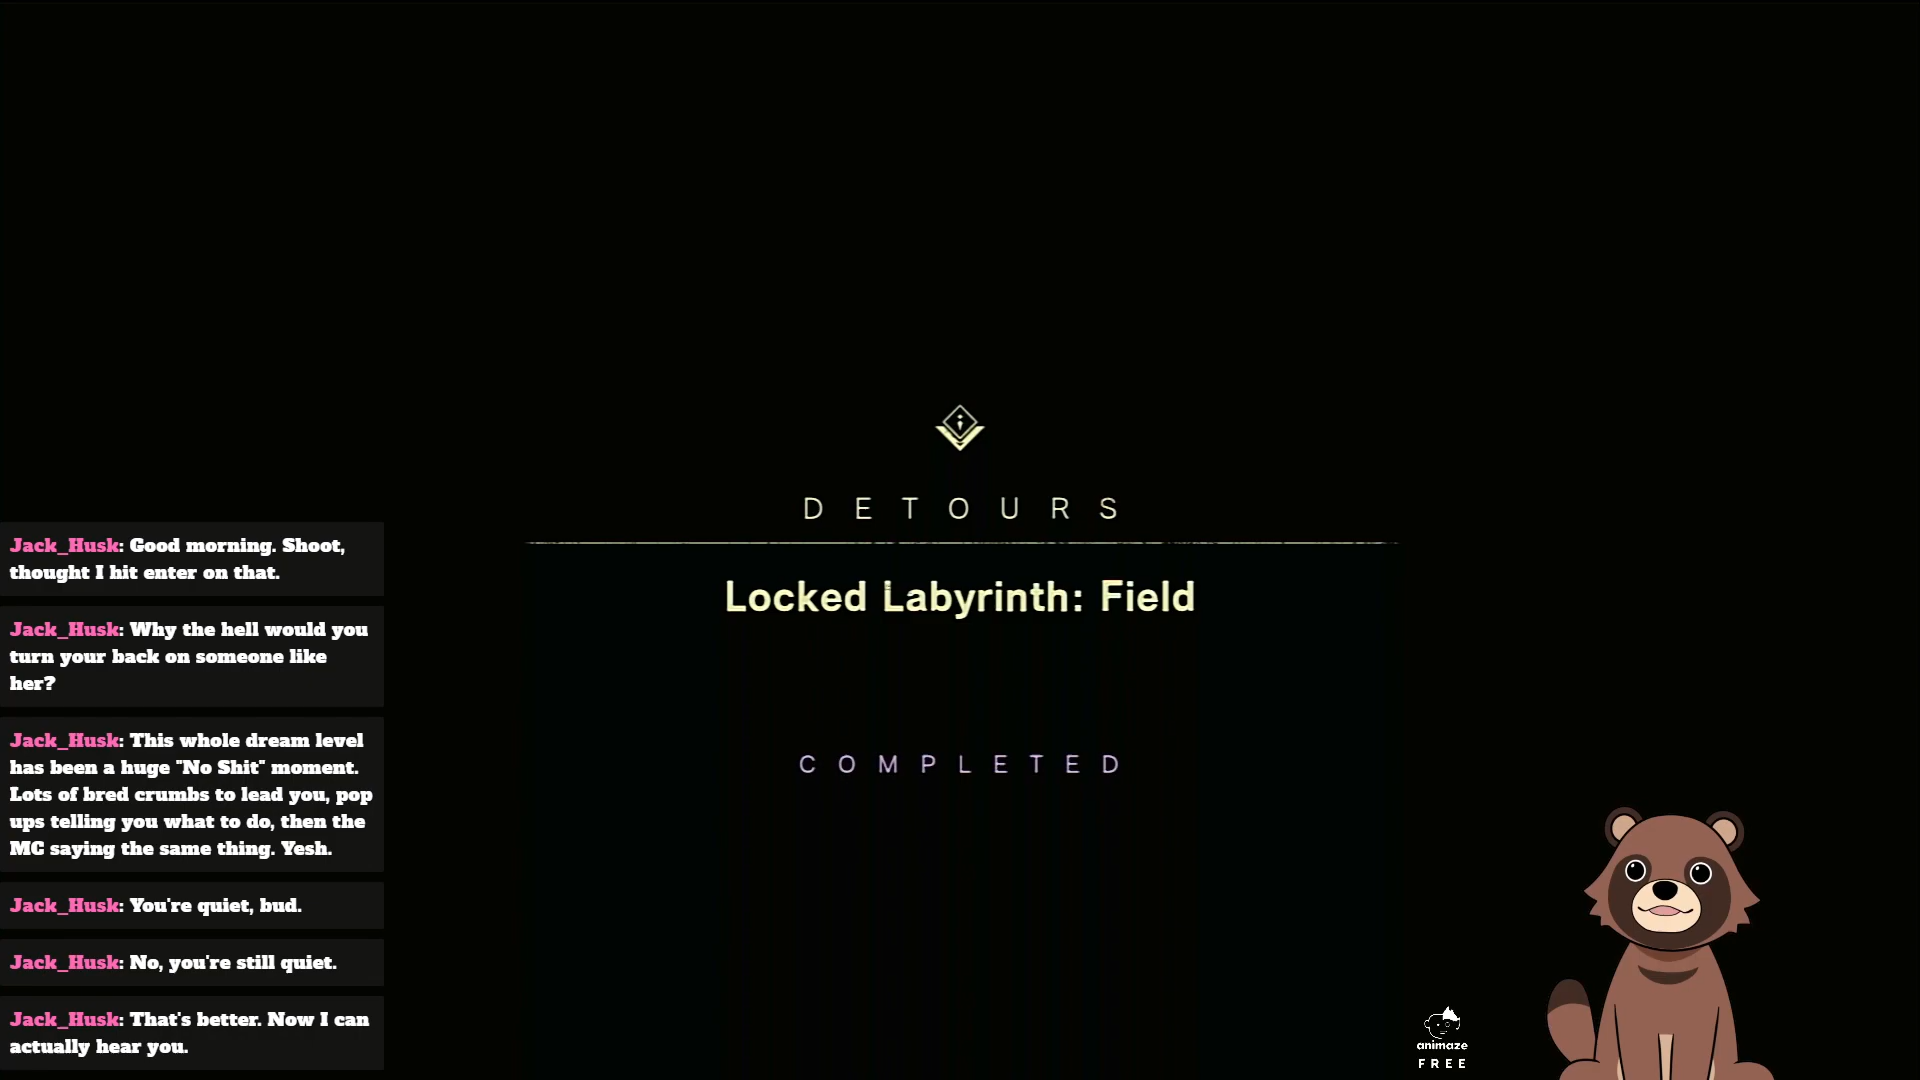 DETOURS
Locked Labyrinth: Field
COMPLETED
Jack_Husk: Good morning. Shoot,
thought I hit enter on that.
Jack_Husk: Why the hell would you
turn your back on someone like
her?
Jack_Husk: This whole dream level
has been a huge "No Shit" moment.
Lots of bred crumbs to lead you, pop
ups telling you what to do, then the
MC saying the same thing. Yesh.
Jack_Husk: You're quiet, bud.
Jack_Husk: No, you're still quiet.
Jack_Husk: That's better. Now I can
actually hear you.
animaze
FREE